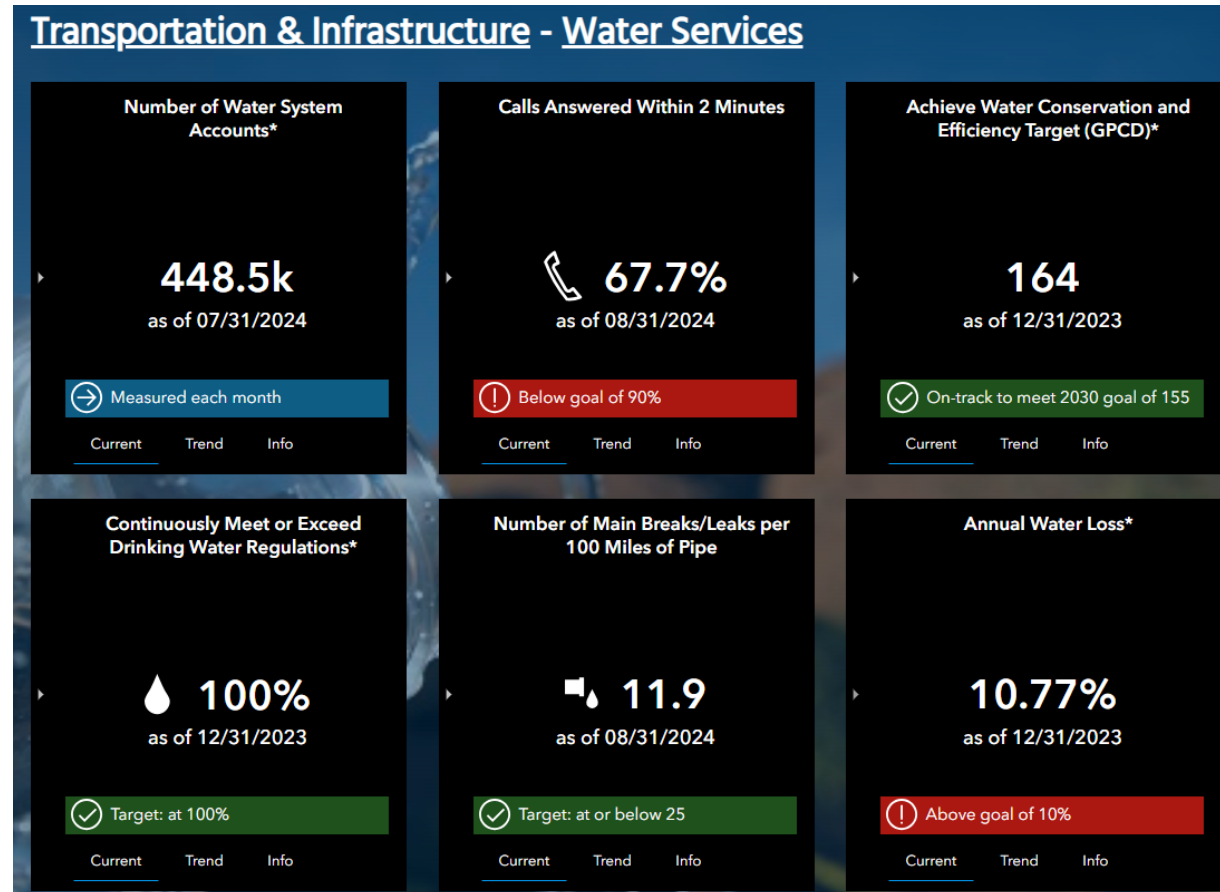 Transportation & Infrastructure - Water Services
Number of Water System
Accounts*
448.5k
as of 07/31/2024
Measured each month
Current Trend Info
Calls Answered Within 2 Minutes
67.7%
as of 08/31/2024
Below goal of 90%
Current Trend Info
Achieve Water Conservation and
Efficiency Target (GPCD)*
164
as of 12/31/2023
On-track to meet 2030 goal of 155
Current Trend Info
Continuously Meet or Exceed
Drinking Water Regulations*
100%
as of 12/31/2023
Target: at 100%
Current Trend Info
Number of Main Breaks/Leaks per
100 Miles of Pipe
11.9
as of 08/31/2024
Target: at or below 25
Current Trend Info
Annual Water Loss*
10.77%
as of 12/31/2023
Above goal of 10%
Current Trend Info